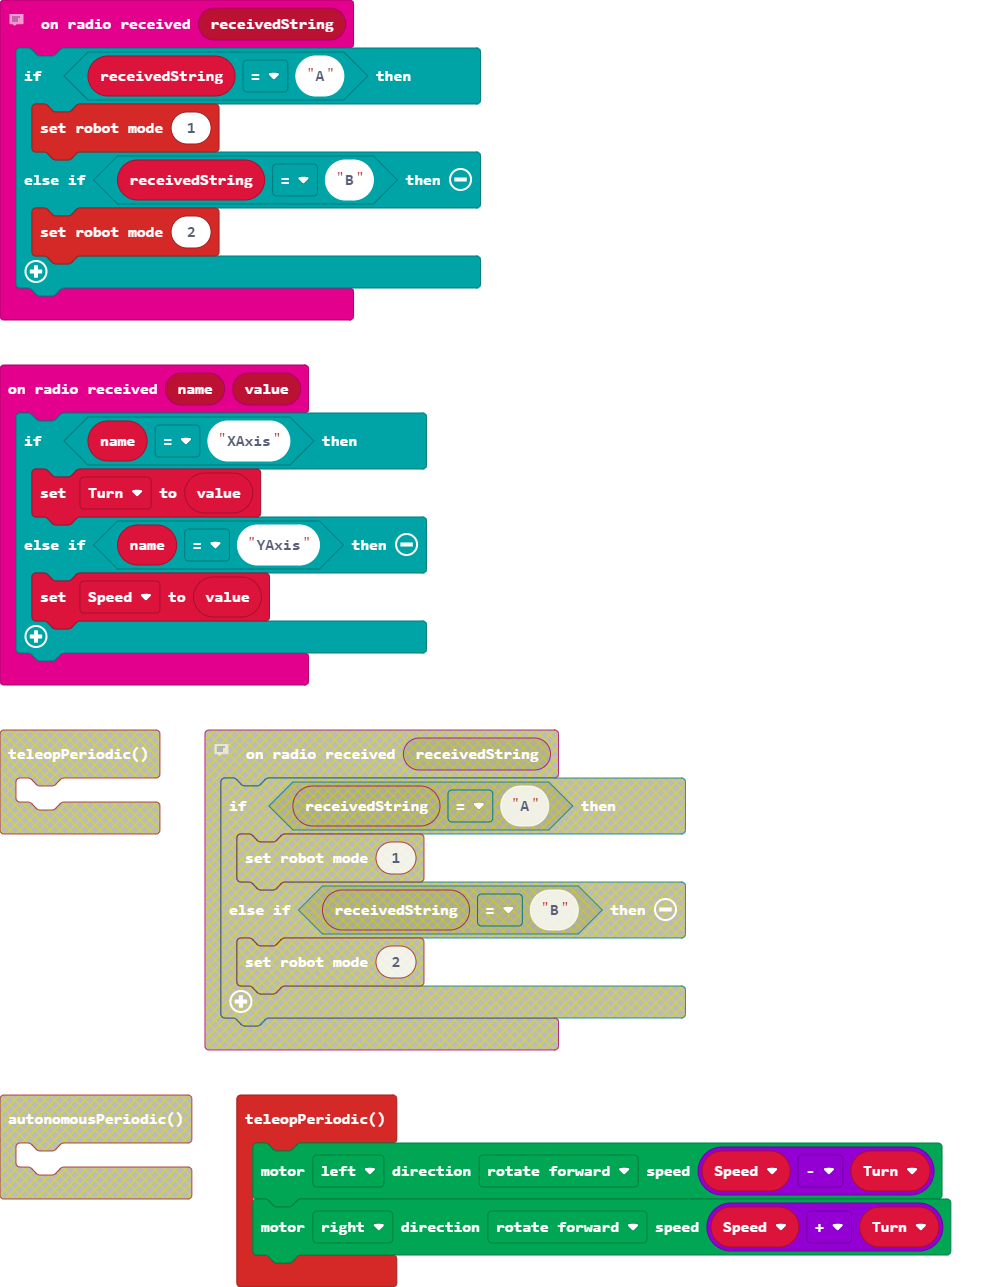 on radio received receivedString
if receivedString = "A" then
set robot mode 1
else if receivedString = "B" then
set robot mode 2
on radio received name value
if name = "XAxis" then
set Turn to value
else if name = "YAxis" then
set Speed to value
teleopPeriodic()
on radio received receivedString
if receivedString = "A" then
set robot mode 1
else if receivedString = "B" then
set robot mode 2
autonomousPeriodic()
teleopPeriodic()
motor left direction rotate forward speed Speed - Turn
motor right direction rotate forward speed Speed + Turn